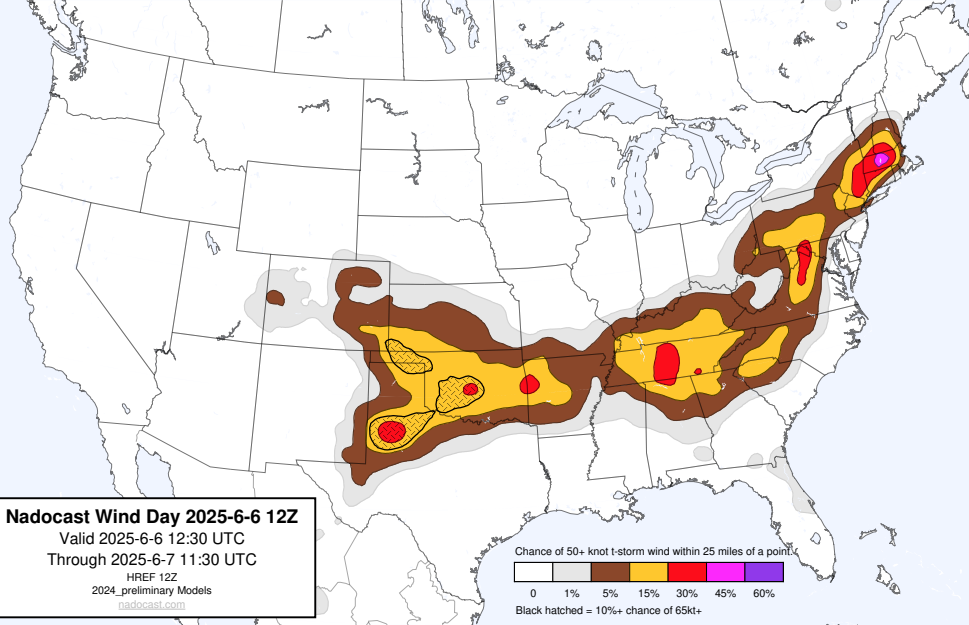 Nadocast Wind Day 2025-6-6 12Z
Valid 2025-6-6 12:30 UTC
Through 2025-6-7 11:30 UTC
HREF 12Z
2024_preliminary Models
nadocast.com
Chance of 50+ knot t-storm wind within 25 miles of a point.
0 1% 5% 15% 30% 45% 60%
Black hatched = 10%+ chance of 65kt+